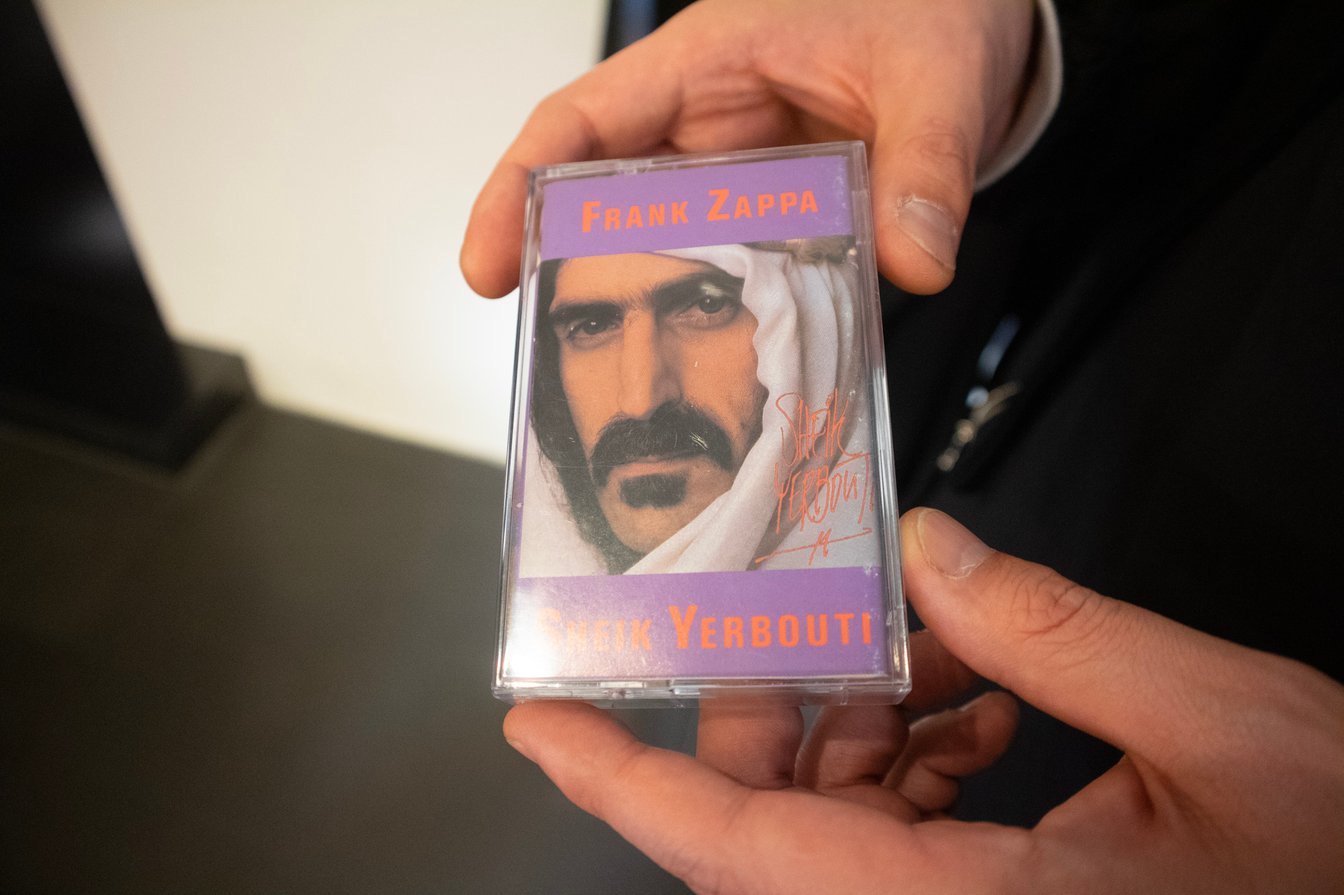 FRANK ZAPPA
SHEIK
YERBOUTI
SHEIK YERBOUTI